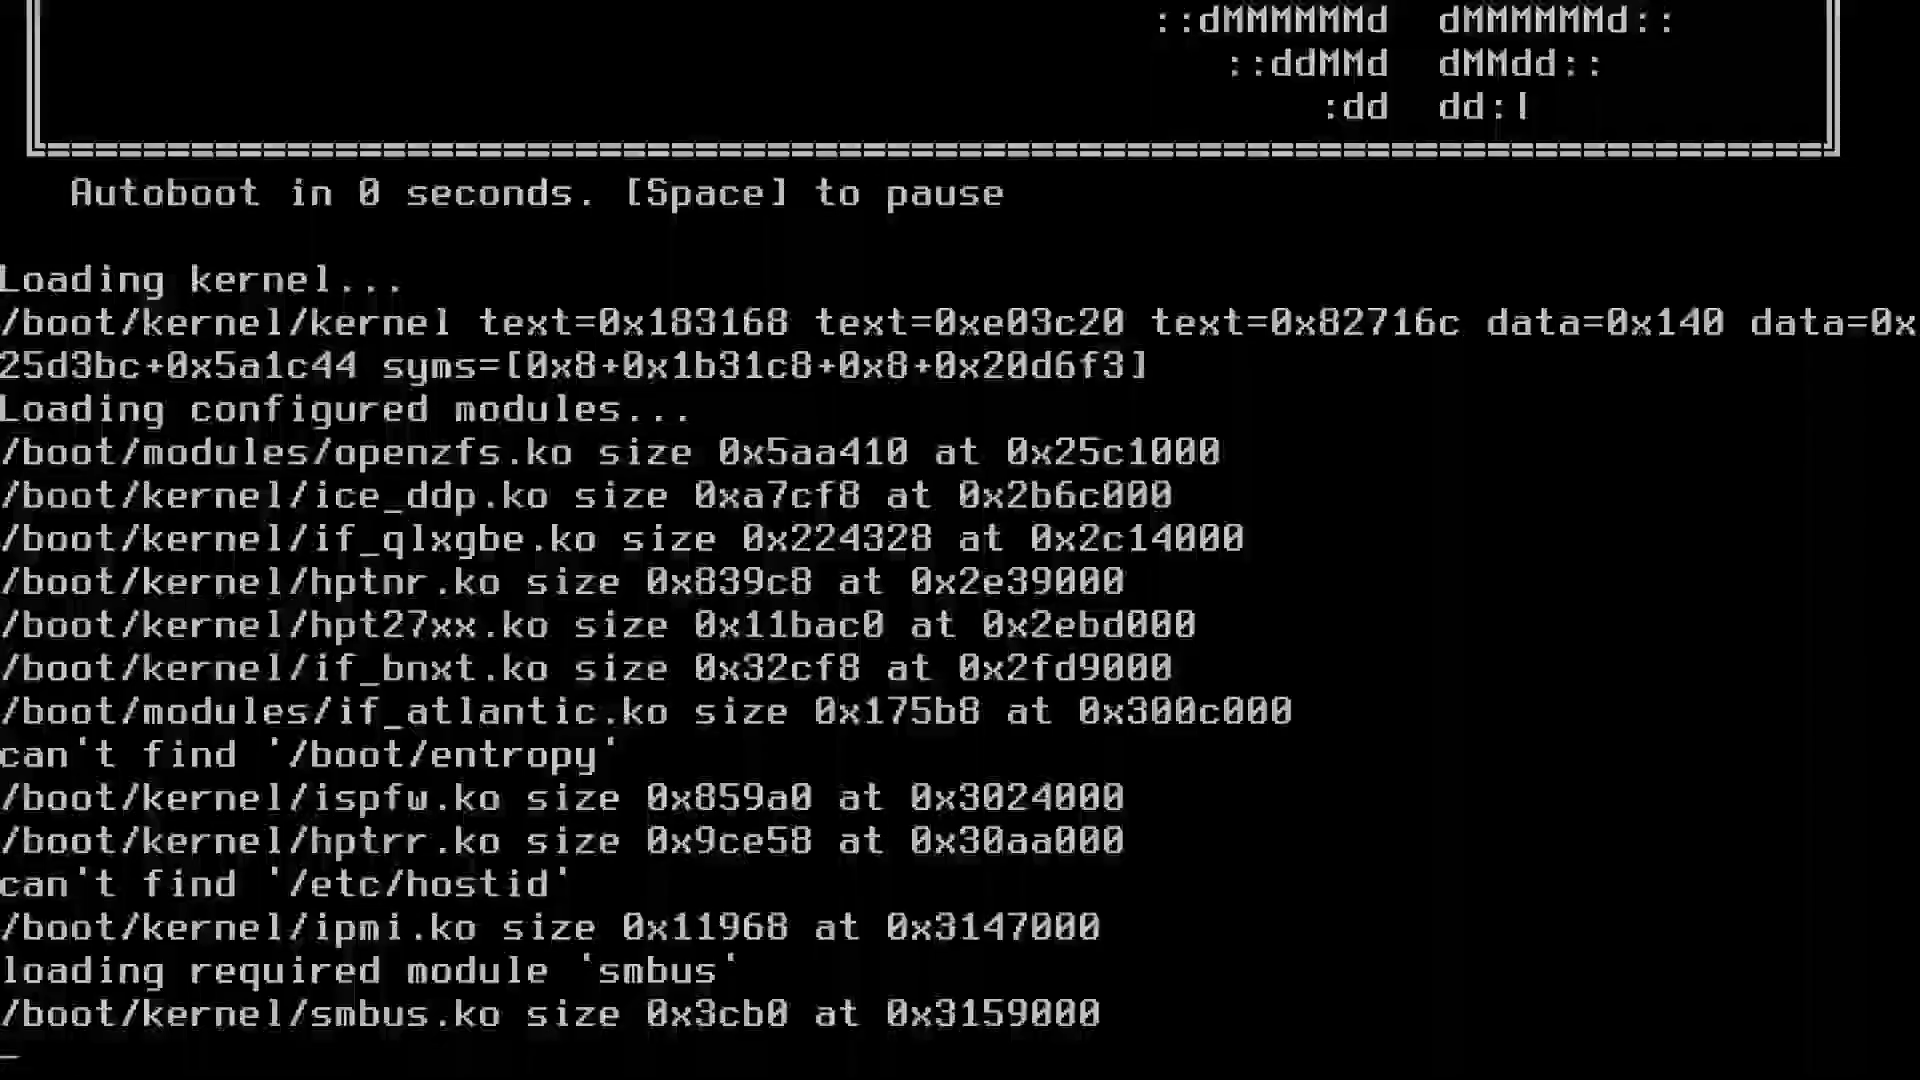 ::dMMMMMMd  dMMMMMMd::
::ddMMd  dMMdd::
:dd  dd:l
Autoboot in 0 seconds. [Space] to pause
Loading kernel...
/boot/kernel/kernel text=0x183168 text=0xe03c20 text=0x82716c data=0x140 data=0x
25d3bc+0x5a1c44 syms=[0x8+0x1b31c8+0x8+0x20d6f3]
Loading configured modules...
/boot/modules/openzfs.ko size 0x5aa410 at 0x25c1000
/boot/kernel/ice_ddp.ko size 0xa7cf8 at 0x2b6c000
/boot/kernel/if_qlxgbe.ko size 0x224328 at 0x2c14000
/boot/kernel/hptnr.ko size 0x839c8 at 0x2e39000
/boot/kernel/hpt27xx.ko size 0x11bac0 at 0x2ebd000
/boot/kernel/if_bnxt.ko size 0x32cf8 at 0x2fd9000
/boot/modules/if_atlantic.ko size 0x175b8 at 0x300c000
can't find '/boot/entropy'
/boot/kernel/ispfw.ko size 0x859a0 at 0x3024000
/boot/kernel/hptrr.ko size 0x9ce58 at 0x30aa000
can't find '/etc/hostid'
/boot/kernel/ipmi.ko size 0x11968 at 0x3147000
loading required module 'smbus'
/boot/kernel/smbus.ko size 0x3cb0 at 0x3159000